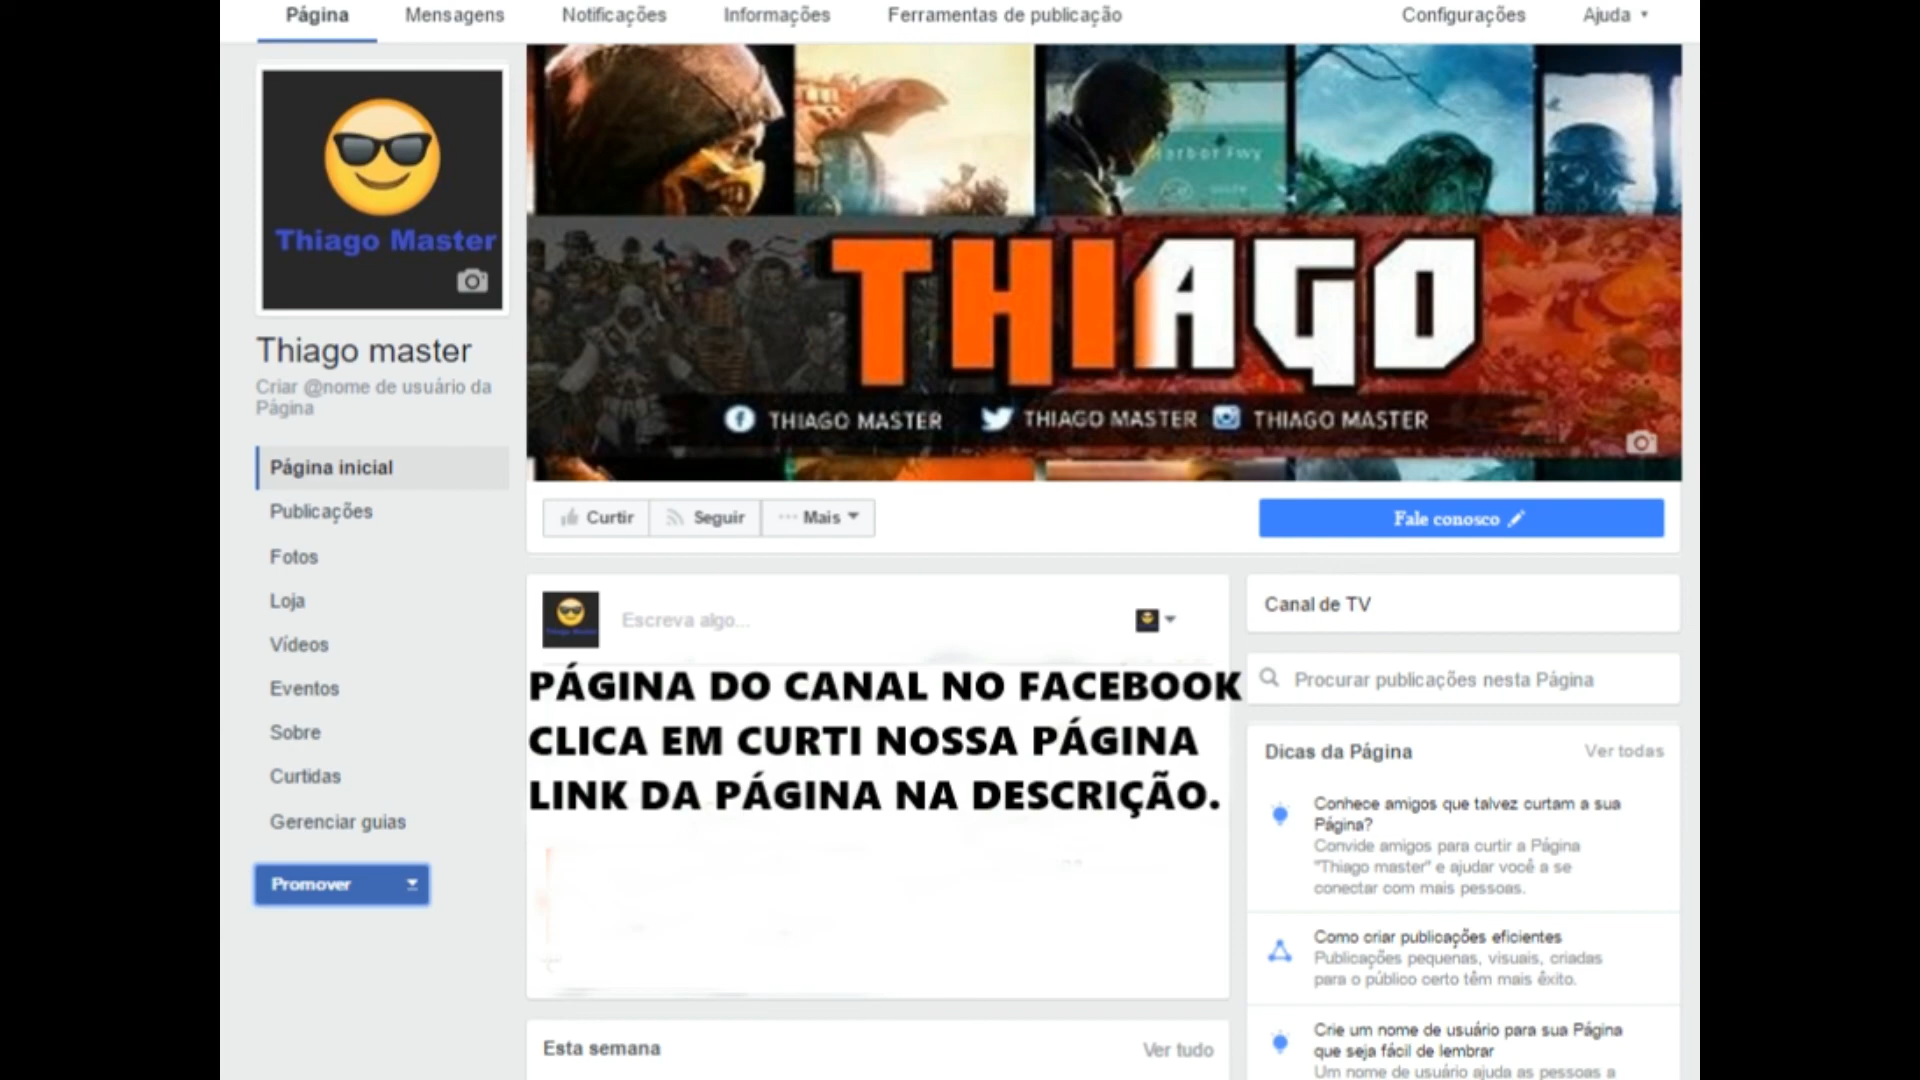 Página Mensagens Notificações Informações Ferramentas de publicação Configurações Ajuda
Thiago Master
Thiago master
Criar @nome de usuário da
Página
Página inicial
Publicações
Fotos
Loja
Vídeos
Eventos
Sobre
Curtidas
Gerenciar guias
Promover
arbor Fwy
THIAGO
THIAGO MASTER THIAGO MASTER THIAGO MASTER
Curtir Seguir Mais Fale conosco
Escreva algo...
PÁGINA DO CANAL NO FACEBOOK
CLICA EM CURTI NOSSA PÁGINA
LINK DA PÁGINA NA DESCRIÇÃO.
Esta semana Ver tudo
Canal de TV
Procurar publicações nesta Página
Dicas da Página Ver todas
Conhece amigos que talvez curtam a sua
Página?
Convide amigos para curtir a Página
"Thiago master" e ajudar você a se
conectar com mais pessoas.
Como criar publicações eficientes
Publicações pequenas, visuais, criadas
para o público certo têm mais êxito.
Crie um nome de usuário para sua Página
que seja fácil de lembrar
Um nome de usuário ajuda as pessoas a